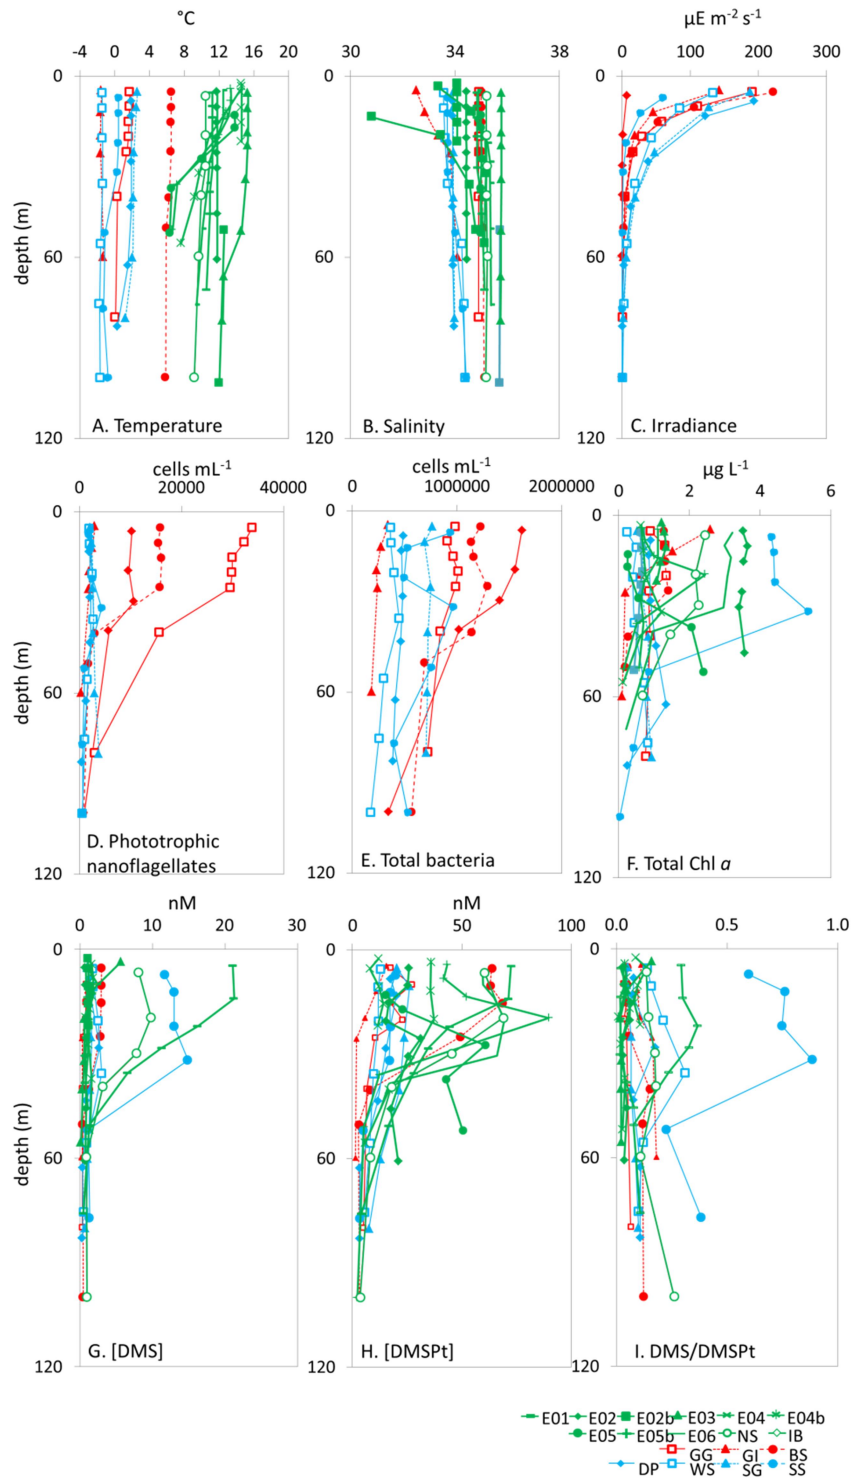 °C
µE m-2 s-1
-4 0 4 8 12 16 20
30 34 38
0 100 200 300
0
60
120
depth (m)
A. Temperature
0
60
120
B. Salinity
0
60
120
C. Irradiance
cells mL-1
cells mL-1
µg L-1
0 20000 40000
0 1000000 2000000
0 2 4 6
0
60
120
depth (m)
D. Phototrophic
nanoflagellates
0
60
120
E. Total bacteria
0
60
120
F. Total Chl a
nM
nM
0 10 20 30
0 50 100
0.0 0.5 1.0
0
60
120
depth (m)
G. [DMS]
0
60
120
H. [DMSPt]
0
60
120
I. DMS/DMSPt
E01 E02 E02b E03 E04 E04b
E05 E05b E06 NS IB
GG GI BS
DP WS SG SS